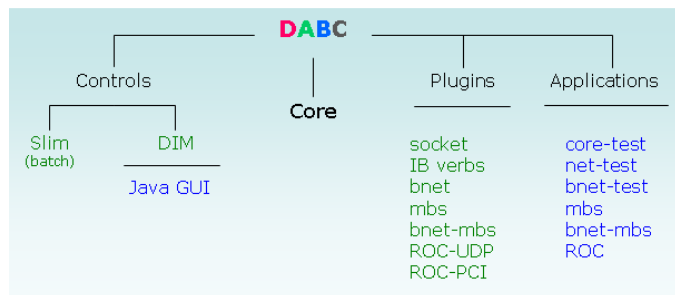 DABC
Controls
Plugins
Applications
Core
Slim
(batch)
DIM
Java GUI
socket
IB verbs
bnet
mbs
bnet-mbs
ROC-UDP
ROC-PCI
core-test
net-test
bnet-test
mbs
bnet-mbs
ROC